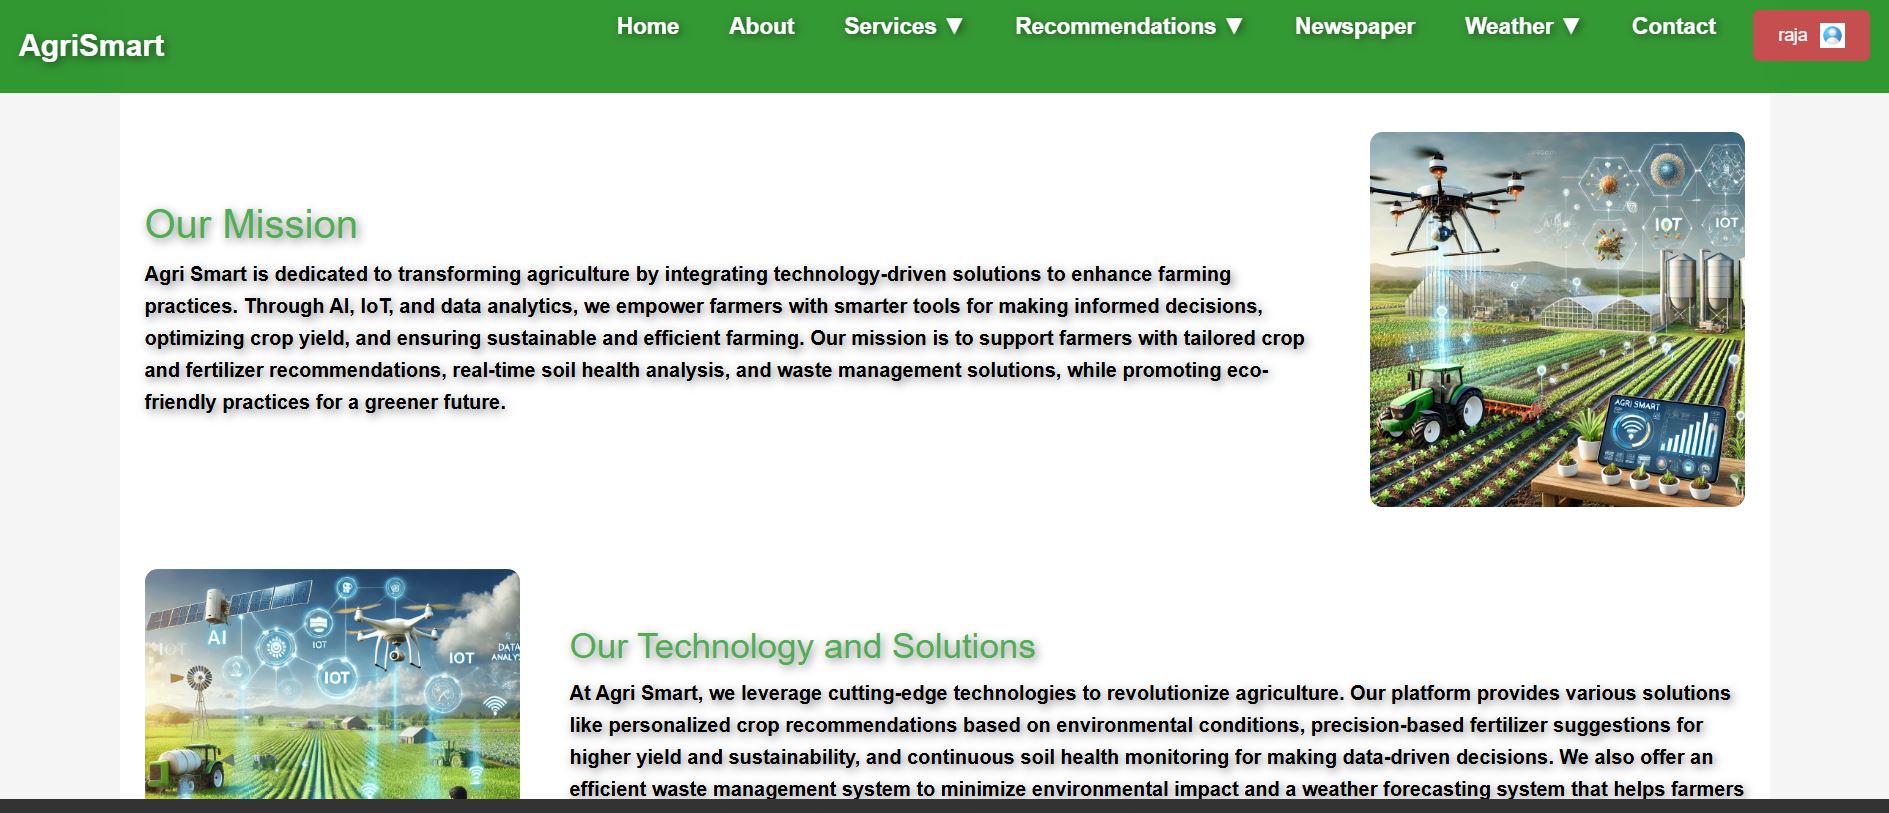 AgriSmart
Home About Services ▼ Recommendations ▼ Newspaper Weather ▼ Contact raja
Our Mission
Agri Smart is dedicated to transforming agriculture by integrating technology-driven solutions to enhance farming
practices. Through AI, IoT, and data analytics, we empower farmers with smarter tools for making informed decisions,
optimizing crop yield, and ensuring sustainable and efficient farming. Our mission is to support farmers with tailored crop
and fertilizer recommendations, real-time soil health analysis, and waste management solutions, while promoting eco-
friendly practices for a greener future.
IOT IOT
AGRI SMART
AI
IOT
IOT
IOT
IOT
DATA
Our Technology and Solutions
At Agri Smart, we leverage cutting-edge technologies to revolutionize agriculture. Our platform provides various solutions
like personalized crop recommendations based on environmental conditions, precision-based fertilizer suggestions for
higher yield and sustainability, and continuous soil health monitoring for making data-driven decisions. We also offer an
efficient waste management system to minimize environmental impact and a weather forecasting system that helps farmers